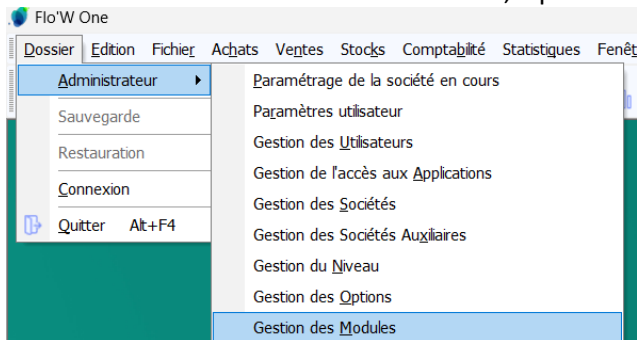 Flo'W One
Dossier Edition Fichier Achats Ventes Stocks Comptabilité Statistiques
Administrateur
Sauvegarde
Restauration
Connexion
Quitter Alt+F4
Paramétrage de la société en cours
Paramètres utilisateur
Gestion des Utilisateurs
Gestion de l'accès aux Applications
Gestion des Sociétés
Gestion des Sociétés Auxiliaires
Gestion du Niveau
Gestion des Options
Gestion des Modules